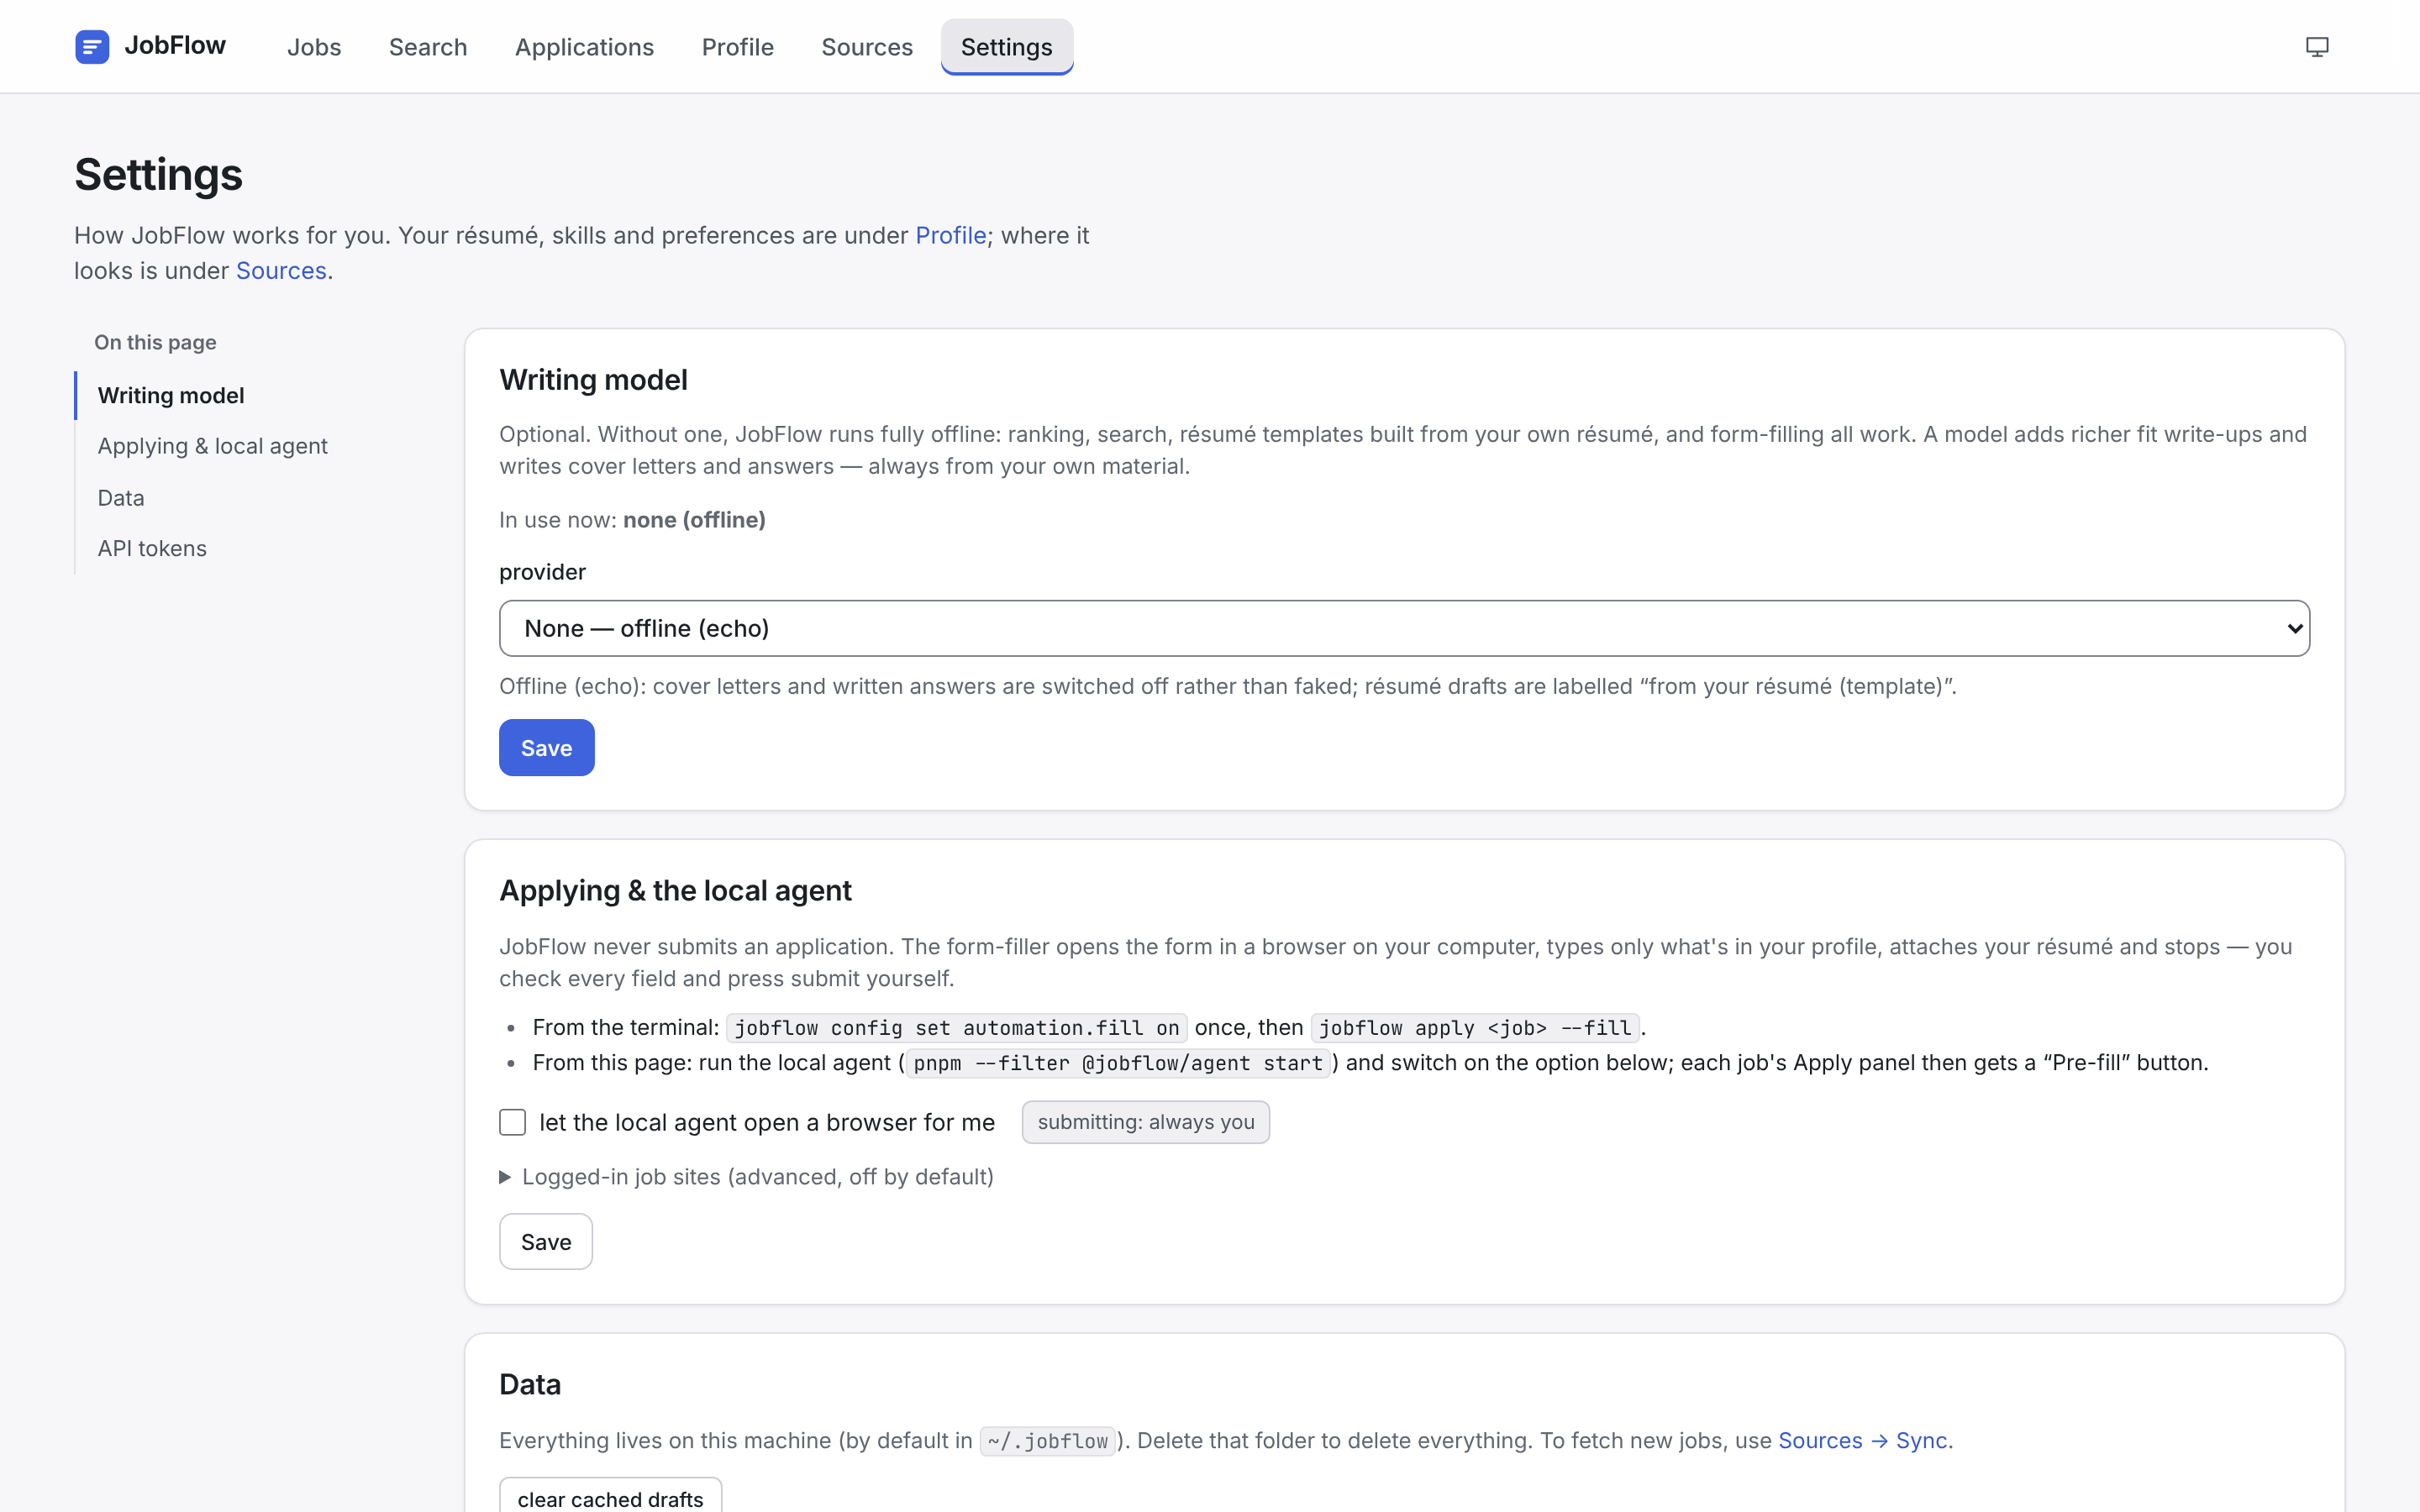 JobFlow
Jobs
Search
Applications
Profile
Sources
Settings
Settings
How JobFlow works for you. Your résumé, skills and preferences are under Profile; where it
looks is under Sources.
On this page
Writing model
Applying & local agent
Data
API tokens
Writing model
Optional. Without one, JobFlow runs fully offline: ranking, search, résumé templates built from your own résumé, and form-filling all work. A model adds richer fit write-ups and
writes cover letters and answers — always from your own material.
In use now: none (offline)
provider
None — offline (echo)
Offline (echo): cover letters and written answers are switched off rather than faked; résumé drafts are labelled “from your résumé (template)”.
Save
Applying & the local agent
JobFlow never submits an application. The form-filler opens the form in a browser on your computer, types only what's in your profile, attaches your résumé and stops — you
check every field and press submit yourself.
• From the terminal: jobflow config set automation.fill on once, then jobflow apply <job> --fill.
• From this page: run the local agent (pnpm --filter @jobflow/agent start) and switch on the option below; each job's Apply panel then gets a “Pre-fill” button.
let the local agent open a browser for me
submitting: always you
Logged-in job sites (advanced, off by default)
Save
Data
Everything lives on this machine (by default in ~/.jobflow). Delete that folder to delete everything. To fetch new jobs, use Sources → Sync.
clear cached drafts